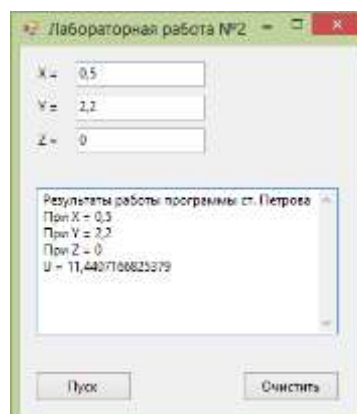 Лабораторная работа №2
X = 0,5
Y = 2,2
Z = 0
Результаты работы программы ст. Петрова
При X = 0,5
При Y = 2,2
При Z = 0
U = 11,4407166825379
Пуск
Очистить